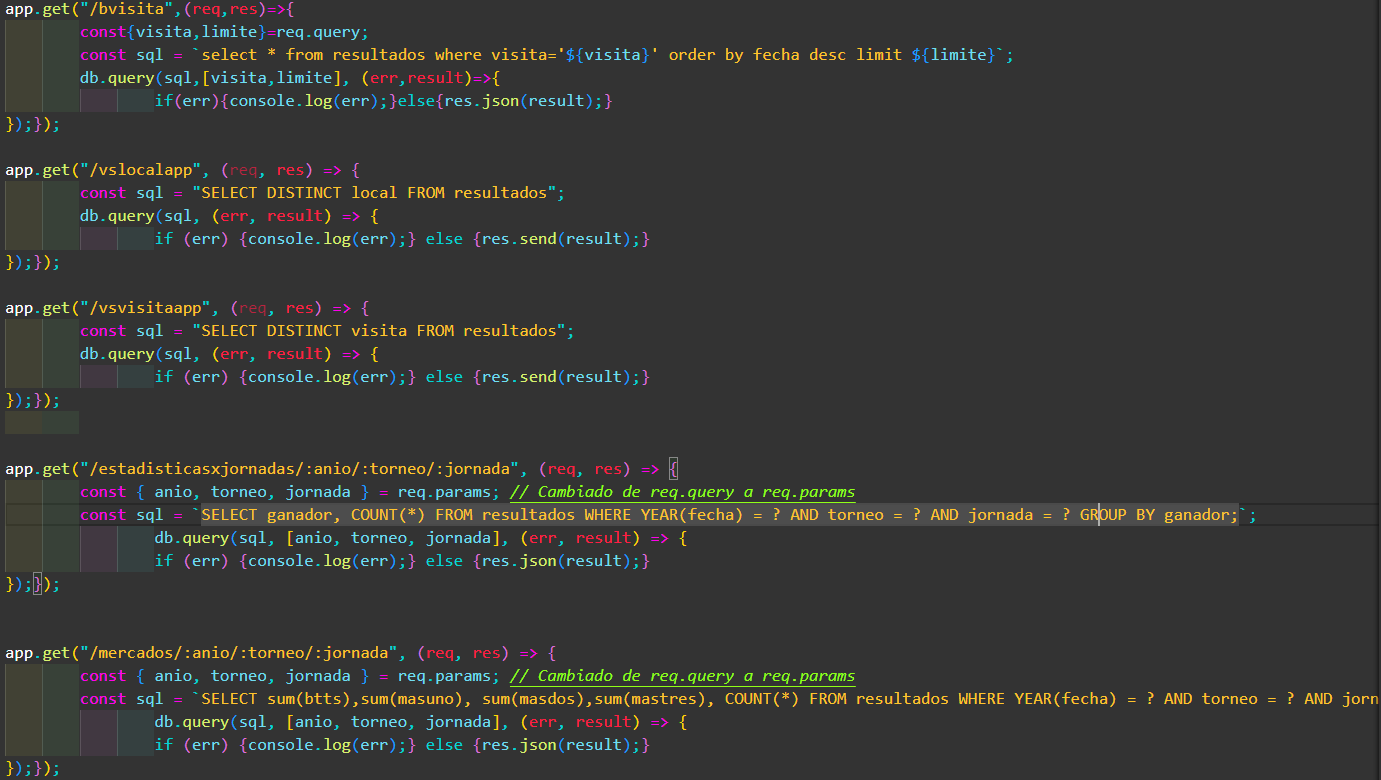 app.get("/bvisita",(req,res)=>{
const{visita,limite}=req.query;
const sql = `select * from resultados where visita='${visita}' order by fecha desc limit ${limite}`;
db.query(sql,[visita,limite], (err,result)=>{
if(err){console.log(err);}else{res.json(result);}
});});
app.get("/vslocalapp", (req, res) => {
const sql = "SELECT DISTINCT local FROM resultados";
db.query(sql, (err, result) => {
if (err) {console.log(err);} else {res.send(result);}
});});
app.get("/vsvisitaapp", (req, res) => {
const sql = "SELECT DISTINCT visita FROM resultados";
db.query(sql, (err, result) => {
if (err) {console.log(err);} else {res.send(result);}
});});
app.get("/estadisticasxjornadas/:anio/:torneo/:jornada", (req, res) => {
const { anio, torneo, jornada } = req.params; // Cambiado de req.query a req.params
const sql = `SELECT ganador, COUNT(*) FROM resultados WHERE YEAR(fecha) = ? AND torneo = ? AND jornada = ? GROUP BY ganador;`;
db.query(sql, [anio, torneo, jornada], (err, result) => {
if (err) {console.log(err);} else {res.json(result);}
});});
app.get("/mercados/:anio/:torneo/:jornada", (req, res) => {
const { anio, torneo, jornada } = req.params; // Cambiado de req.query a req.params
const sql = `SELECT sum(btts),sum(masuno), sum(masdos),sum(mastres), COUNT(*) FROM resultados WHERE YEAR(fecha) = ? AND torneo = ? AND jorn
db.query(sql, [anio, torneo, jornada], (err, result) => {
if (err) {console.log(err);} else {res.json(result);}
});});